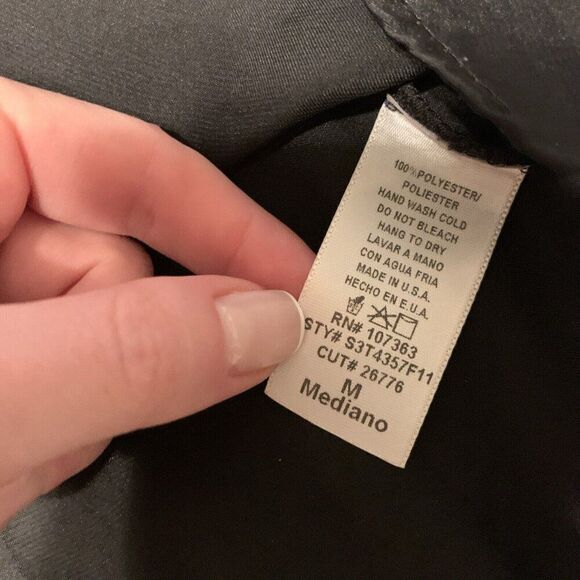 100%POLYESTER/
POLIESTER
HAND WASH COLD
DO NOT BLEACH
HANG TO DRY
LAVAR A MANO
CON AGUA FRIA
MADE IN U.S.A.
HECHO EN E.U.A.
RN# 107363
STY# S3T4357F11
CUT# 26776
M
Mediano